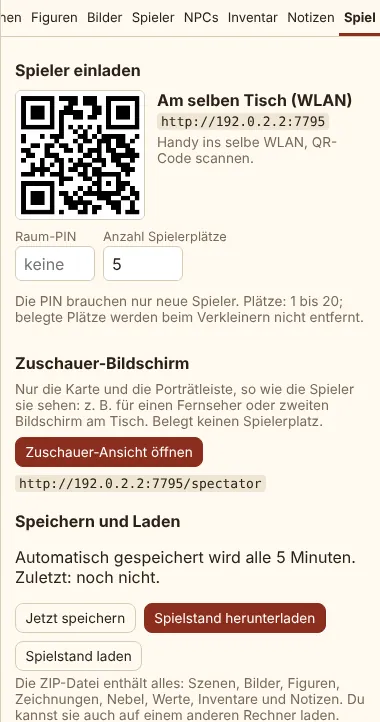 nen Figuren Bilder Spieler NPCs Inventar Notizen Spiel
Spieler einladen
Am selben Tisch (WLAN)
http://192.0.2.2:7795
Handy ins selbe WLAN, QR-
Code scannen.
Raum-PIN Anzahl Spielerplätze
keine 5
Die PIN brauchen nur neue Spieler. Plätze: 1 bis 20;
belegte Plätze werden beim Verkleinern nicht entfernt.
Zuschauer-Bildschirm
Nur die Karte und die Porträtleiste, so wie die Spieler
sie sehen: z. B. für einen Fernseher oder zweiten
Bildschirm am Tisch. Belegt keinen Spielerplatz.
Zuschauer-Ansicht öffnen
http://192.0.2.2:7795/spectator
Speichern und Laden
Automatisch gespeichert wird alle 5 Minuten.
Zuletzt: noch nicht.
Jetzt speichern Spielstand herunterladen
Spielstand laden
Die ZIP-Datei enthält alles: Szenen, Bilder, Figuren,
Zeichnungen, Nebel, Werte, Inventare und Notizen. Du
kannst sie auch auf einem anderen Rechner laden.